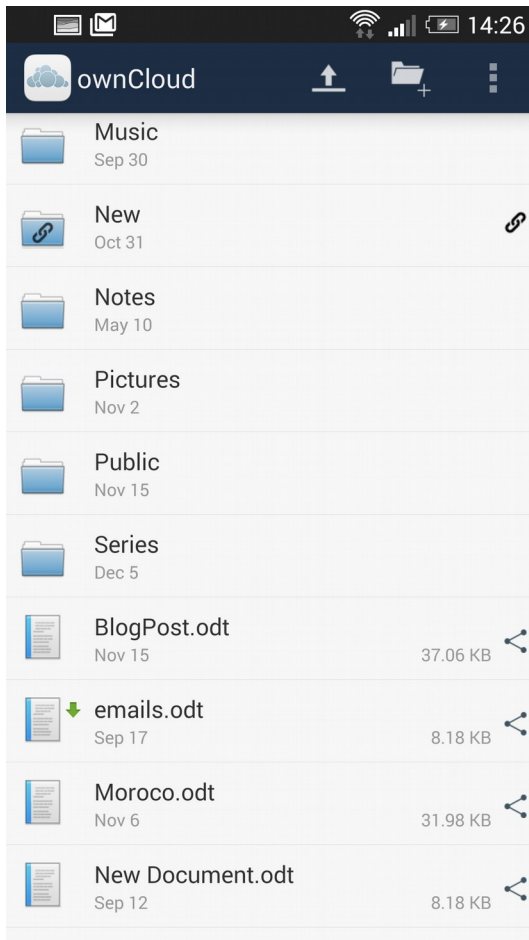 14:26
ownCloud
Music
Sep 30
New
Oct 31
Notes
May 10
Pictures
Nov 2
Public
Nov 15
Series
Dec 5
BlogPost.odt
Nov 15 37.06 KB
emails.odt
Sep 17 8.18 KB
Moroco.odt
Nov 6 31.98 KB
New Document.odt
Sep 12 8.18 KB